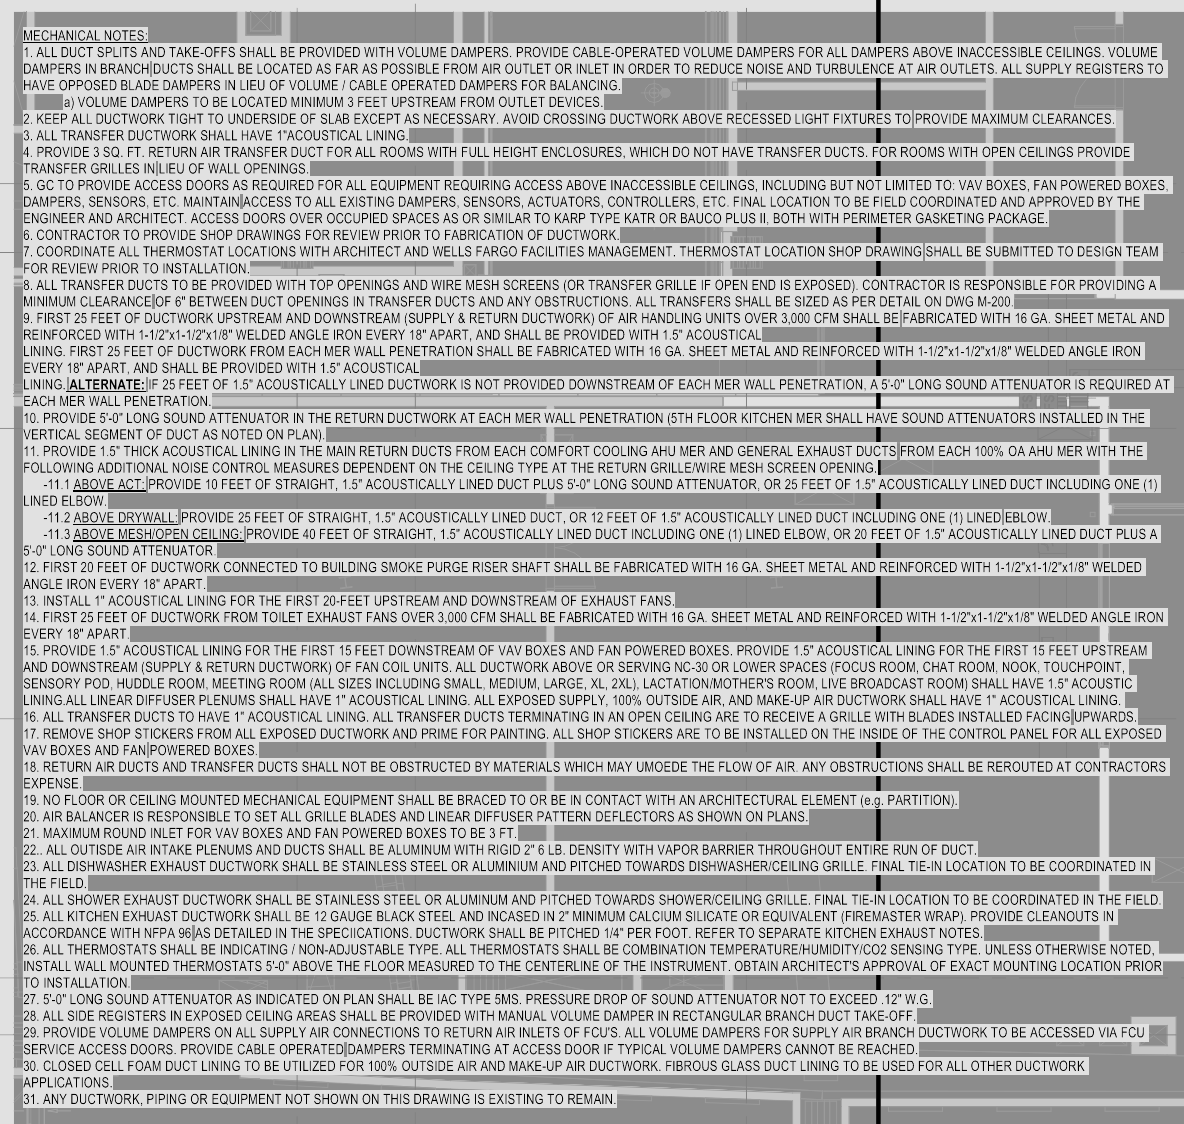 MECHANICAL NOTES:
1. ALL DUCT SPLITS AND TAKE-OFFS SHALL BE PROVIDED WITH VOLUME DAMPERS. PROVIDE CABLE-OPERATED VOLUME DAMPERS FOR ALL DAMPERS ABOVE INACCESSIBLE CEILINGS. VOLUME
DAMPERS IN BRANCH DUCTS SHALL BE LOCATED AS FAR AS POSSIBLE FROM AIR OUTLET OR INLET IN ORDER TO REDUCE NOISE AND TURBULENCE AT AIR OUTLETS. ALL SUPPLY REGISTERS TO
HAVE OPPOSED BLADE DAMPERS IN LIEU OF VOLUME / CABLE OPERATED DAMPERS FOR BALANCING.
a) VOLUME DAMPERS TO BE LOCATED MINIMUM 3 FEET UPSTREAM FROM OUTLET DEVICES.
2. KEEP ALL DUCTWORK TIGHT TO UNDERSIDE OF SLAB EXCEPT AS NECESSARY. AVOID CROSSING DUCTWORK ABOVE RECESSED LIGHT FIXTURES TO PROVIDE MAXIMUM CLEARANCES.
3. ALL TRANSFER DUCTWORK SHALL HAVE 1"ACOUSTICAL LINING.
4. PROVIDE 3 SQ. FT. RETURN AIR TRANSFER DUCT FOR ALL ROOMS WITH FULL HEIGHT ENCLOSURES, WHICH DO NOT HAVE TRANSFER DUCTS. FOR ROOMS WITH OPEN CEILINGS PROVIDE
TRANSFER GRILLES IN LIEU OF WALL OPENINGS.
5. GC TO PROVIDE ACCESS DOORS AS REQUIRED FOR ALL EQUIPMENT REQUIRING ACCESS ABOVE INACCESSIBLE CEILINGS, INCLUDING BUT NOT LIMITED TO: VAV BOXES, FAN POWERED BOXES,
DAMPERS, SENSORS, ETC. MAINTAIN ACCESS TO ALL EXISTING DAMPERS, SENSORS, ACTUATORS, CONTROLLERS, ETC. FINAL LOCATION TO BE FIELD COORDINATED AND APPROVED BY THE
ENGINEER AND ARCHITECT. ACCESS DOORS OVER OCCUPIED SPACES AS OR SIMILAR TO KARP TYPE KATR OR BAUCO PLUS II, BOTH WITH PERIMETER GASKETING PACKAGE.
6. CONTRACTOR TO PROVIDE SHOP DRAWINGS FOR REVIEW PRIOR TO FABRICATION OF DUCTWORK.
7. COORDINATE ALL THERMOSTAT LOCATIONS WITH ARCHITECT AND WELLS FARGO FACILITIES MANAGEMENT. THERMOSTAT LOCATION SHOP DRAWING SHALL BE SUBMITTED TO DESIGN TEAM
FOR REVIEW PRIOR TO INSTALLATION.
8. ALL TRANSFER DUCTS TO BE PROVIDED WITH TOP OPENINGS AND WIRE MESH SCREENS (OR TRANSFER GRILLE IF OPEN END IS EXPOSED). CONTRACTOR IS RESPONSIBLE FOR PROVIDING A
MINIMUM CLEARANCE OF 6" BETWEEN DUCT OPENINGS IN TRANSFER DUCTS AND ANY OBSTRUCTIONS. ALL TRANSFERS SHALL BE SIZED AS PER DETAIL ON DWG M-200.
9. FIRST 25 FEET OF DUCTWORK UPSTREAM AND DOWNSTREAM (SUPPLY & RETURN DUCTWORK) OF AIR HANDLING UNITS OVER 3,000 CFM SHALL BE FABRICATED WITH 16 GA. SHEET METAL AND
REINFORCED WITH 1-1/2"x1-1/2"x1/8" WELDED ANGLE IRON EVERY 18" APART, AND SHALL BE PROVIDED WITH 1.5" ACOUSTICAL
LINING. FIRST 25 FEET OF DUCTWORK FROM EACH MER WALL PENETRATION SHALL BE FABRICATED WITH 16 GA. SHEET METAL AND REINFORCED WITH 1-1/2"x1-1/2"x1/8" WELDED ANGLE IRON
EVERY 18" APART, AND SHALL BE PROVIDED WITH 1.5" ACOUSTICAL
LINING. ALTERNATE: IF 25 FEET OF 1.5" ACOUSTICALLY LINED DUCTWORK IS NOT PROVIDED DOWNSTREAM OF EACH MER WALL PENETRATION, A 5'-0" LONG SOUND ATTENUATOR IS REQUIRED AT
EACH MER WALL PENETRATION.
10. PROVIDE 5'-0" LONG SOUND ATTENUATOR IN THE RETURN DUCTWORK AT EACH MER WALL PENETRATION (5TH FLOOR KITCHEN MER SHALL HAVE SOUND ATTENUATORS INSTALLED IN THE
VERTICAL SEGMENT OF DUCT AS NOTED ON PLAN).
11. PROVIDE 1.5" THICK ACOUSTICAL LINING IN THE MAIN RETURN DUCTS FROM EACH COMFORT COOLING AHU MER AND GENERAL EXHAUST DUCTS FROM EACH 100% OA AHU MER WITH THE
FOLLOWING ADDITIONAL NOISE CONTROL MEASURES DEPENDENT ON THE CEILING TYPE AT THE RETURN GRILLE/WIRE MESH SCREEN OPENING.
-11.1 ABOVE ACT: PROVIDE 10 FEET OF STRAIGHT, 1.5" ACOUSTICALLY LINED DUCT PLUS 5'-0" LONG SOUND ATTENUATOR, OR 25 FEET OF 1.5" ACOUSTICALLY LINED DUCT INCLUDING ONE (1)
LINED ELBOW.
-11.2 ABOVE DRYWALL: PROVIDE 25 FEET OF STRAIGHT, 1.5" ACOUSTICALLY LINED DUCT, OR 12 FEET OF 1.5" ACOUSTICALLY LINED DUCT INCLUDING ONE (1) LINED EBLOW.
-11.3 ABOVE MESH/OPEN CEILING: PROVIDE 40 FEET OF STRAIGHT, 1.5" ACOUSTICALLY LINED DUCT INCLUDING ONE (1) LINED ELBOW, OR 20 FEET OF 1.5" ACOUSTICALLY LINED DUCT PLUS A
5'-0" LONG SOUND ATTENUATOR.
12. FIRST 20 FEET OF DUCTWORK CONNECTED TO BUILDING SMOKE PURGE RISER SHAFT SHALL BE FABRICATED WITH 16 GA. SHEET METAL AND REINFORCED WITH 1-1/2"x1-1/2"x1/8" WELDED
ANGLE IRON EVERY 18" APART.
13. INSTALL 1" ACOUSTICAL LINING FOR THE FIRST 20-FEET UPSTREAM AND DOWNSTREAM OF EXHAUST FANS.
14. FIRST 25 FEET OF DUCTWORK FROM TOILET EXHAUST FANS OVER 3,000 CFM SHALL BE FABRICATED WITH 16 GA. SHEET METAL AND REINFORCED WITH 1-1/2"x1-1/2"x1/8" WELDED ANGLE IRON
EVERY 18" APART.
15. PROVIDE 1.5" ACOUSTICAL LINING FOR THE FIRST 15 FEET DOWNSTREAM OF VAV BOXES AND FAN POWERED BOXES. PROVIDE 1.5" ACOUSTICAL LINING FOR THE FIRST 15 FEET UPSTREAM
AND DOWNSTREAM (SUPPLY & RETURN DUCTWORK) OF FAN COIL UNITS. ALL DUCTWORK ABOVE OR SERVING NC-30 OR LOWER SPACES (FOCUS ROOM, CHAT ROOM, NOOK, TOUCHPOINT,
SENSORY POD, HUDDLE ROOM, MEETING ROOM (ALL SIZES INCLUDING SMALL, MEDIUM, LARGE, XL, 2XL), LACTATION/MOTHER'S ROOM, LIVE BROADCAST ROOM) SHALL HAVE 1.5" ACOUSTIC
LINING.ALL LINEAR DIFFUSER PLENUMS SHALL HAVE 1" ACOUSTICAL LINING. ALL EXPOSED SUPPLY, 100% OUTSIDE AIR, AND MAKE-UP AIR DUCTWORK SHALL HAVE 1" ACOUSTICAL LINING.
16. ALL TRANSFER DUCTS TO HAVE 1" ACOUSTICAL LINING. ALL TRANSFER DUCTS TERMINATING IN AN OPEN CEILING ARE TO RECEIVE A GRILLE WITH BLADES INSTALLED FACING UPWARDS.
17. REMOVE SHOP STICKERS FROM ALL EXPOSED DUCTWORK AND PRIME FOR PAINTING. ALL SHOP STICKERS ARE TO BE INSTALLED ON THE INSIDE OF THE CONTROL PANEL FOR ALL EXPOSED
VAV BOXES AND FAN POWERED BOXES.
18. RETURN AIR DUCTS AND TRANSFER DUCTS SHALL NOT BE OBSTRUCTED BY MATERIALS WHICH MAY UMOEDE THE FLOW OF AIR. ANY OBSTRUCTIONS SHALL BE REROUTED AT CONTRACTORS
EXPENSE.
19. NO FLOOR OR CEILING MOUNTED MECHANICAL EQUIPMENT SHALL BE BRACED TO OR BE IN CONTACT WITH AN ARCHITECTURAL ELEMENT (e.g. PARTITION).
20. AIR BALANCER IS RESPONSIBLE TO SET ALL GRILLE BLADES AND LINEAR DIFFUSER PATTERN DEFLECTORS AS SHOWN ON PLANS.
21. MAXIMUM ROUND INLET FOR VAV BOXES AND FAN POWERED BOXES TO BE 3 FT.
22.. ALL OUTISDE AIR INTAKE PLENUMS AND DUCTS SHALL BE ALUMINUM WITH RIGID 2" 6 LB. DENSITY WITH VAPOR BARRIER THROUGHOUT ENTIRE RUN OF DUCT.
23. ALL DISHWASHER EXHAUST DUCTWORK SHALL BE STAINLESS STEEL OR ALUMINIUM AND PITCHED TOWARDS DISHWASHER/CEILING GRILLE. FINAL TIE-IN LOCATION TO BE COORDINATED IN
THE FIELD.
24. ALL SHOWER EXHAUST DUCTWORK SHALL BE STAINLESS STEEL OR ALUMINUM AND PITCHED TOWARDS SHOWER/CEILING GRILLE. FINAL TIE-IN LOCATION TO BE COORDINATED IN THE FIELD.
25. ALL KITCHEN EXHUAST DUCTWORK SHALL BE 12 GAUGE BLACK STEEL AND INCASED IN 2" MINIMUM CALCIUM SILICATE OR EQUIVALENT (FIREMASTER WRAP). PROVIDE CLEANOUTS IN
ACCORDANCE WITH NFPA 96 AS DETAILED IN THE SPECIICATIONS. DUCTWORK SHALL BE PITCHED 1/4" PER FOOT. REFER TO SEPARATE KITCHEN EXHAUST NOTES.
26. ALL THERMOSTATS SHALL BE INDICATING / NON-ADJUSTABLE TYPE. ALL THERMOSTATS SHALL BE COMBINATION TEMPERATURE/HUMIDITY/CO2 SENSING TYPE. UNLESS OTHERWISE NOTED,
INSTALL WALL MOUNTED THERMOSTATS 5'-0" ABOVE THE FLOOR MEASURED TO THE CENTERLINE OF THE INSTRUMENT. OBTAIN ARCHITECT'S APPROVAL OF EXACT MOUNTING LOCATION PRIOR
TO INSTALLATION.
27. 5'-0" LONG SOUND ATTENUATOR AS INDICATED ON PLAN SHALL BE IAC TYPE 5MS. PRESSURE DROP OF SOUND ATTENUATOR NOT TO EXCEED .12" W.G.
28. ALL SIDE REGISTERS IN EXPOSED CEILING AREAS SHALL BE PROVIDED WITH MANUAL VOLUME DAMPER IN RECTANGULAR BRANCH DUCT TAKE-OFF.
29. PROVIDE VOLUME DAMPERS ON ALL SUPPLY AIR CONNECTIONS TO RETURN AIR INLETS OF FCU'S. ALL VOLUME DAMPERS FOR SUPPLY AIR BRANCH DUCTWORK TO BE ACCESSED VIA FCU
SERVICE ACCESS DOORS. PROVIDE CABLE OPERATED DAMPERS TERMINATING AT ACCESS DOOR IF TYPICAL VOLUME DAMPERS CANNOT BE REACHED.
30. CLOSED CELL FOAM DUCT LINING TO BE UTILIZED FOR 100% OUTSIDE AIR AND MAKE-UP AIR DUCTWORK. FIBROUS GLASS DUCT LINING TO BE USED FOR ALL OTHER DUCTWORK
APPLICATIONS.
31. ANY DUCTWORK, PIPING OR EQUIPMENT NOT SHOWN ON THIS DRAWING IS EXISTING TO REMAIN.